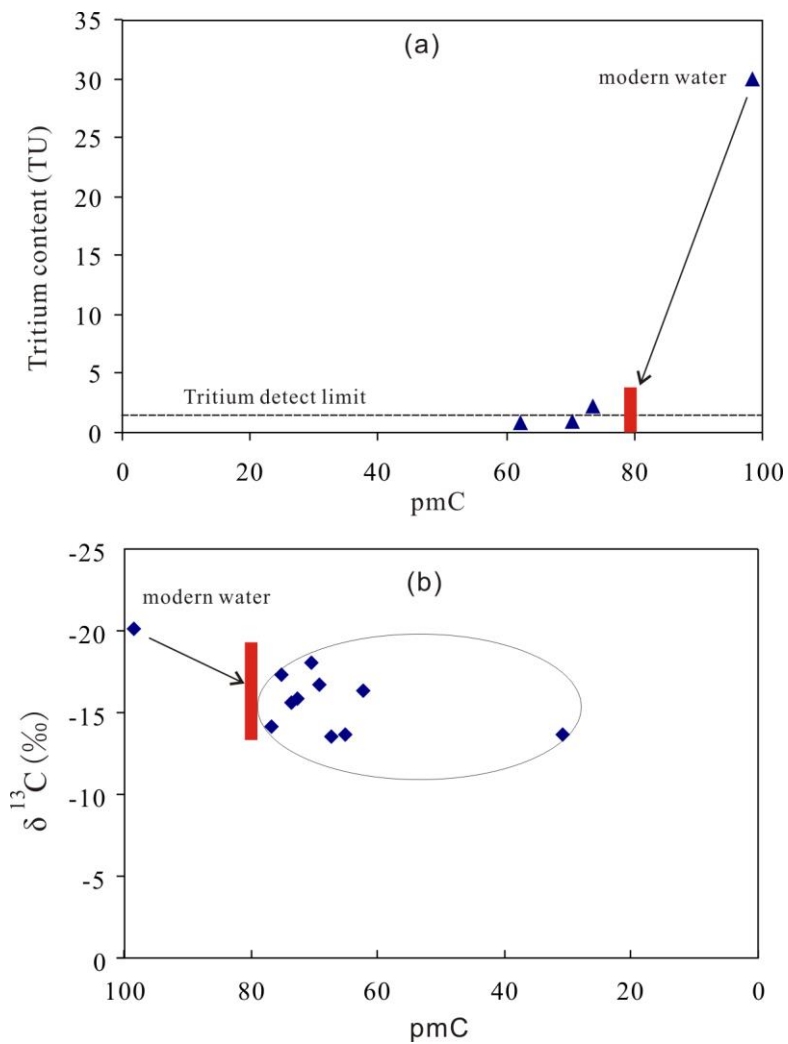 (a)
35
30
25
20
15
10
5
0
Tritium content (TU)
modern water
Tritium detect limit
0 20 40 60 80 100
pmC
(b)
-25
-20
-15
-10
-5
0
δ ¹³C (‰)
modern water
100 80 60 40 20 0
pmC